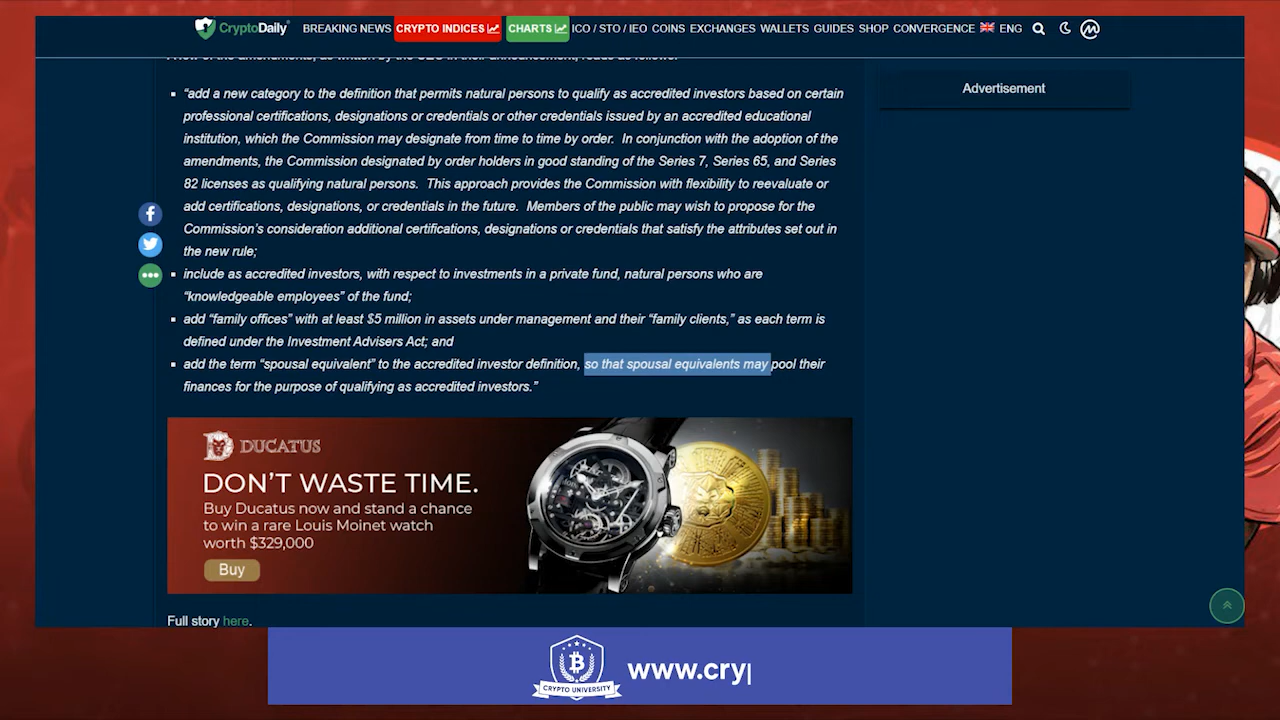 CryptoDaily
BREAKING NEWS CRYPTO INDICES CHARTS ICO / STO / IEO COINS EXCHANGES WALLETS GUIDES SHOP CONVERGENCE ENG
Advertisement
“add a new category to the definition that permits natural persons to qualify as accredited investors based on certain
professional certifications, designations or credentials or other credentials issued by an accredited educational
institution, which the Commission may designate from time to time by order. In conjunction with the adoption of the
amendments, the Commission designated by order holders in good standing of the Series 7, Series 65, and Series
82 licenses as qualifying natural persons. This approach provides the Commission with flexibility to reevaluate or
add certifications, designations, or credentials in the future. Members of the public may wish to propose for the
Commission’s consideration additional certifications, designations or credentials that satisfy the attributes set out in
the new rule;
include as accredited investors, with respect to investments in a private fund, natural persons who are
“knowledgeable employees” of the fund;
add “family offices” with at least $5 million in assets under management and their “family clients,” as each term is
defined under the Investment Advisers Act; and
add the term “spousal equivalent” to the accredited investor definition, so that spousal equivalents may pool their
finances for the purpose of qualifying as accredited investors.”
DUCATUS
DON’T WASTE TIME.
Buy Ducatus now and stand a chance
to win a rare Louis Moinet watch
worth $329,000
Buy
Full story here.
CRYPTO UNIVERSITY
www.cry